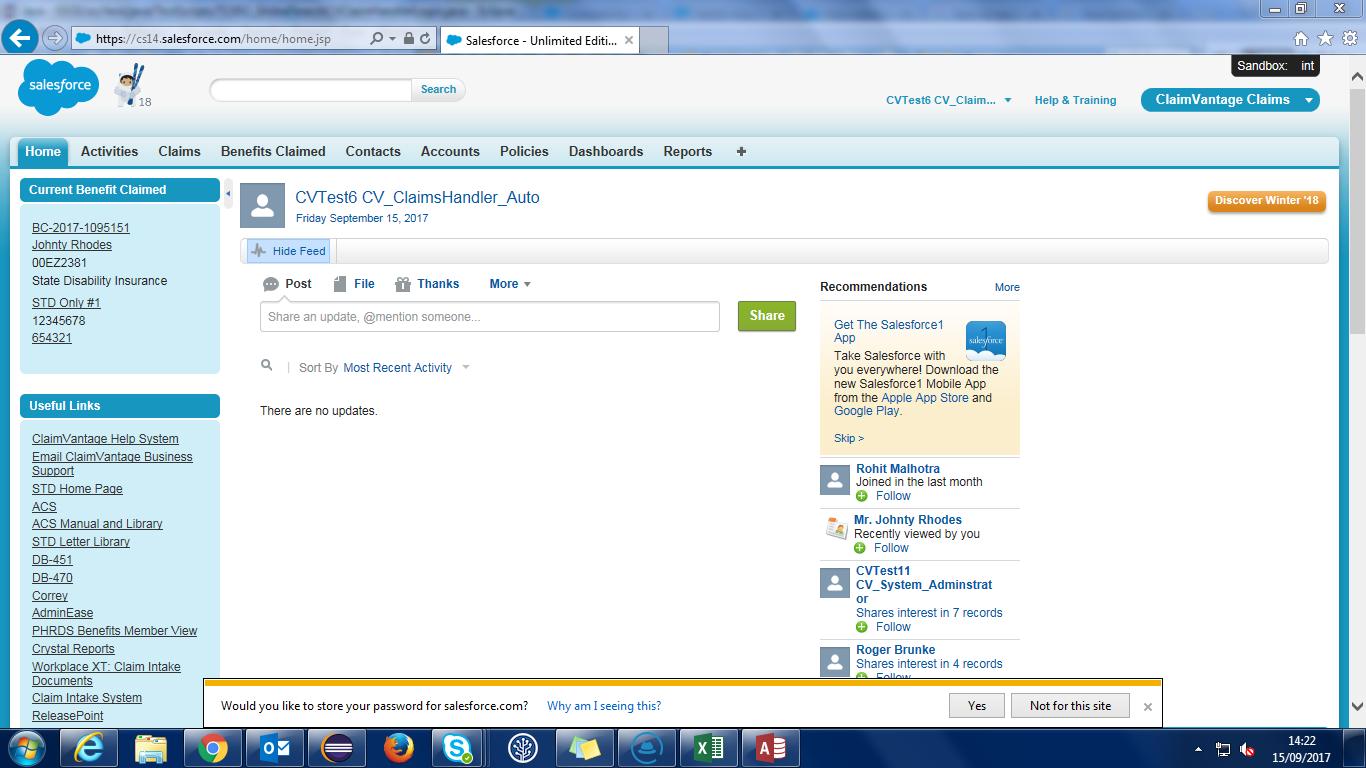 https://cs14.salesforce.com/home/home.jsp
Salesforce - Unlimited Editi...
Sandbox: int
salesforce
18
Search
CVTest6 CV_Claim...
Help & Training
ClaimVantage Claims
Home
Activities
Claims
Benefits Claimed
Contacts
Accounts
Policies
Dashboards
Reports
Current Benefit Claimed
BC-2017-1095151
Johnty Rhodes
00EZ2381
State Disability Insurance
STD Only #1
12345678
654321
Useful Links
ClaimVantage Help System
Email ClaimVantage Business
Support
STD Home Page
ACS
ACS Manual and Library
STD Letter Library
DB-451
DB-470
Correy
AdminEase
PHRDS Benefits Member View
Crystal Reports
Workplace XT: Claim Intake
Documents
Claim Intake System
ReleasePoint
CVTest6 CV_ClaimsHandler_Auto
Friday September 15, 2017
Discover Winter '18
Hide Feed
Post
File
Thanks
More
Share an update, @mention someone...
Share
Sort By Most Recent Activity
There are no updates.
Recommendations
More
Get The Salesforce1
App
salesforce
1
Take Salesforce with
you everywhere! Download the
new Salesforce1 Mobile App
from the Apple App Store and
Google Play.
Skip >
Rohit Malhotra
Joined in the last month
Follow
Mr. Johnty Rhodes
Recently viewed by you
Follow
CVTest11
CV_System_Adminstrat
or
Shares interest in 7 records
Follow
Roger Brunke
Shares interest in 4 records
Follow
Would you like to store your password for salesforce.com?
Why am I seeing this?
Yes
Not for this site
14:22
15/09/2017